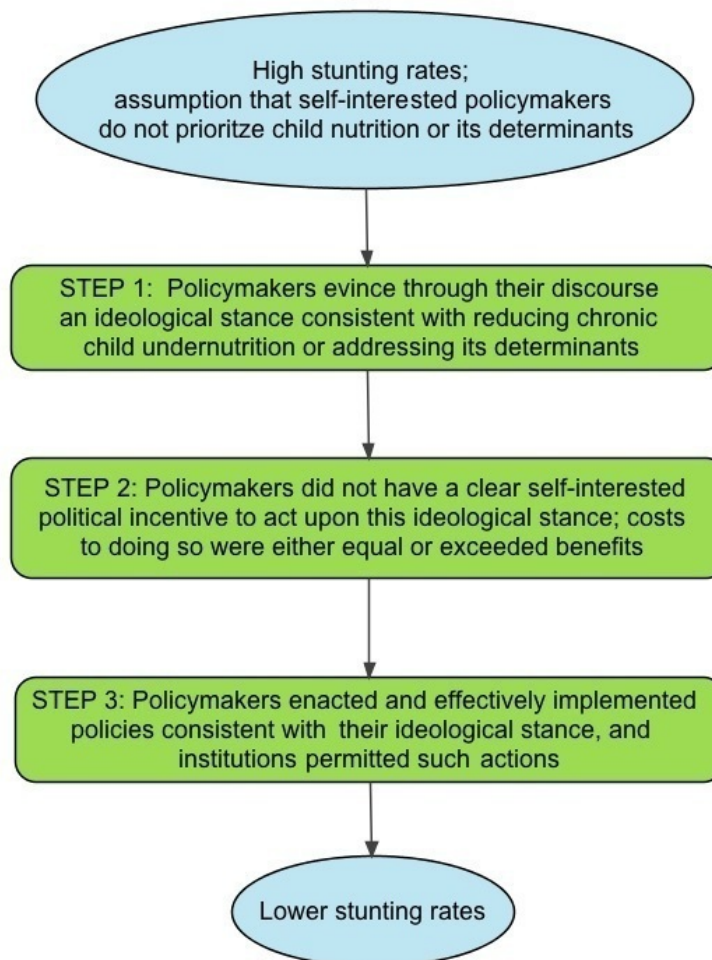 High stunting rates;
assumption that self-interested policymakers
do not prioritze child nutrition or its determinants
STEP 1: Policymakers evince through their discourse
an ideological stance consistent with reducing chronic
child undernutrition or addressing its determinants
STEP 2: Policymakers did not have a clear self-interested
political incentive to act upon this ideological stance; costs
to doing so were either equal or exceeded benefits
STEP 3: Policymakers enacted and effectively implemented
policies consistent with their ideological stance, and
institutions permitted such actions
Lower stunting rates